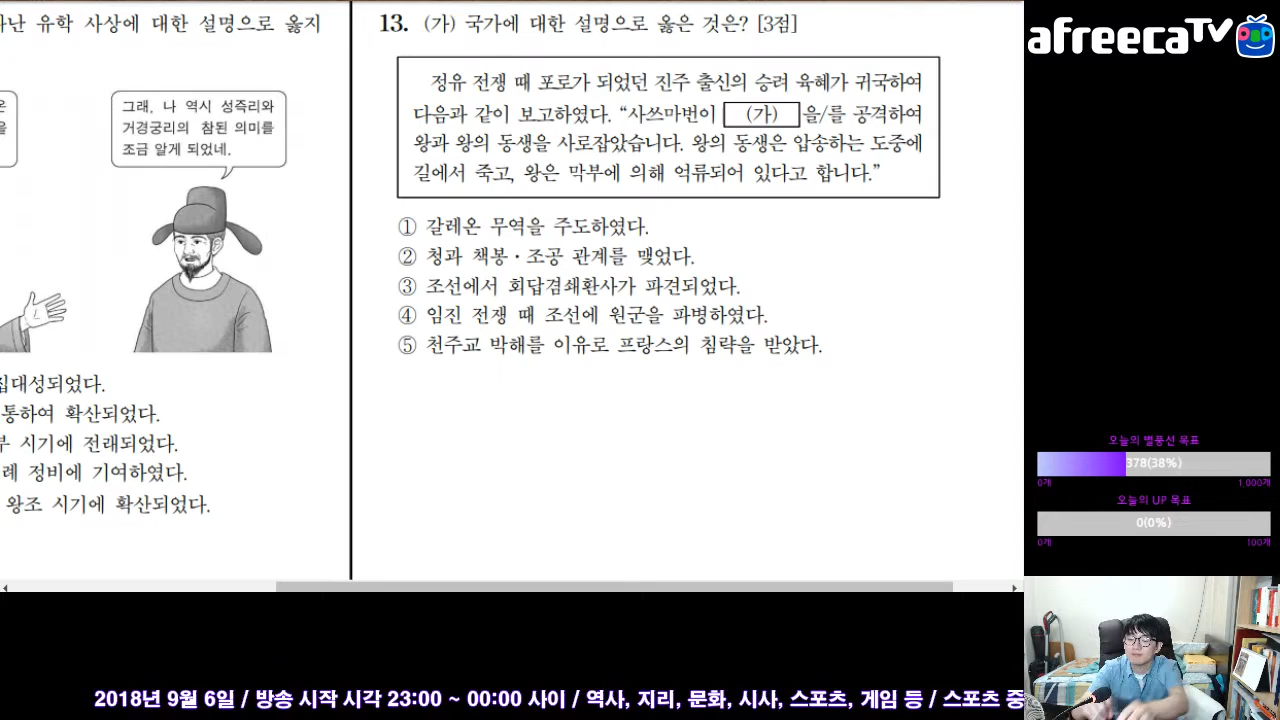 나난 유학 사상에 대한 설명으로 옳지
그래, 나 역시 성즉리와
거경궁리의 참된 의미를
조금 알게 되었네.
집대성되었다.
통하여 확산되었다.
부 시기에 전래되었다.
례 정비에 기여하였다.
왕조 시기에 확산되었다.
13. (가) 국가에 대한 설명으로 옳은 것은? [3점]
정유 전쟁 때 포로가 되었던 진주 출신의 승려 육혜가 귀국하여
다음과 같이 보고하였다. “사쓰마번이 (가) 을/를 공격하여
왕과 왕의 동생을 사로잡았습니다. 왕의 동생은 압송하는 도중에
길에서 죽고, 왕은 막부에 의해 억류되어 있다고 합니다.”
① 갈레온 무역을 주도하였다.
② 청과 책봉·조공 관계를 맺었다.
③ 조선에서 회답겸쇄환사가 파견되었다.
④ 임진 전쟁 때 조선에 원군을 파병하였다.
⑤ 천주교 박해를 이유로 프랑스의 침략을 받았다.
afreecaTV
오늘의 별풍선 목표
378(38%)
0개 1,000개
오늘의 UP 목표
0(0%)
0개 100개
2018년 9월 6일 / 방송 시작 시각 23:00 ~ 00:00 사이 / 역사, 지리, 문화, 시사, 스포츠, 게임 등 / 스포츠 중